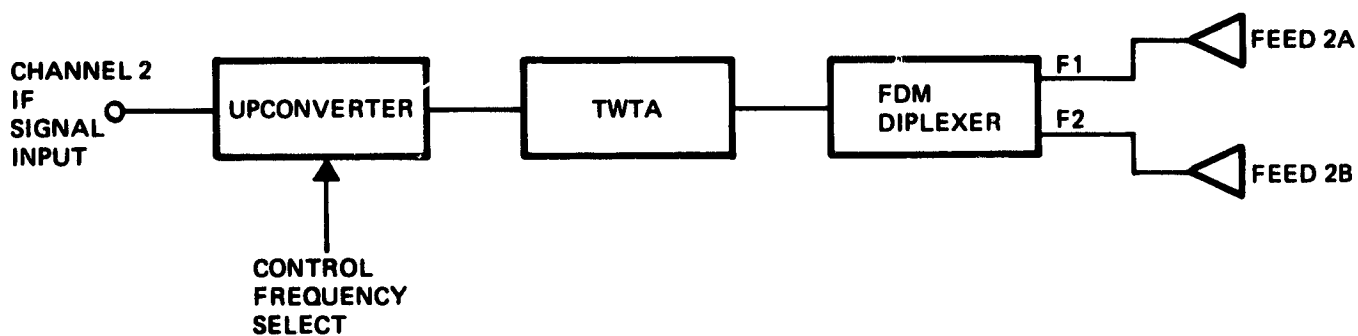 CHANNEL 2
IF
SIGNAL
INPUT
UPCONVERTER
CONTROL
FREQUENCY
SELECT
TWTA
FDM
DIPLEXER
F1
F2
FEED 2A
FEED 2B